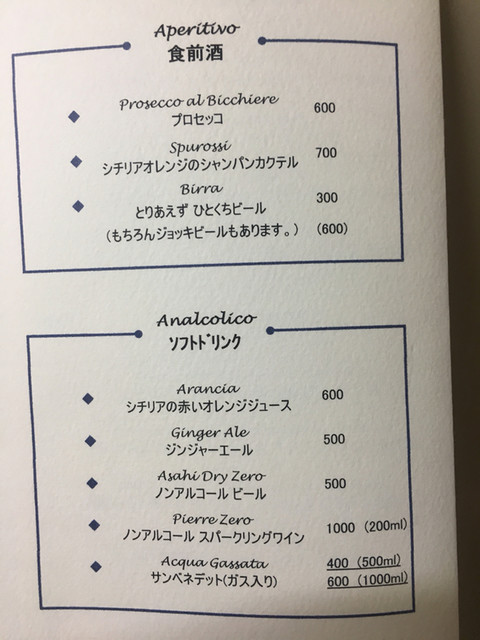 Aperitivo
食前酒
Prosecco al Bicchiere 600
プロセッコ
Spurossi 700
シチリアオレンジのシャンパンカクテル
Birra 300
とりあえず ひとくちビール
(もちろんジョッキビールもあります。) (600)
Analcolico
ソフトドリンク
Arancia 600
シチリアの赤いオレンジジュース
Ginger Ale 500
ジンジャーエール
Asahi Dry Zero 500
ノンアルコール ビール
Pierre Zero 1000 (200ml)
ノンアルコール スパークリングワイン
Acqua Gassata 400 (500ml)
サンベネデット(ガス入り) 600 (1000ml)